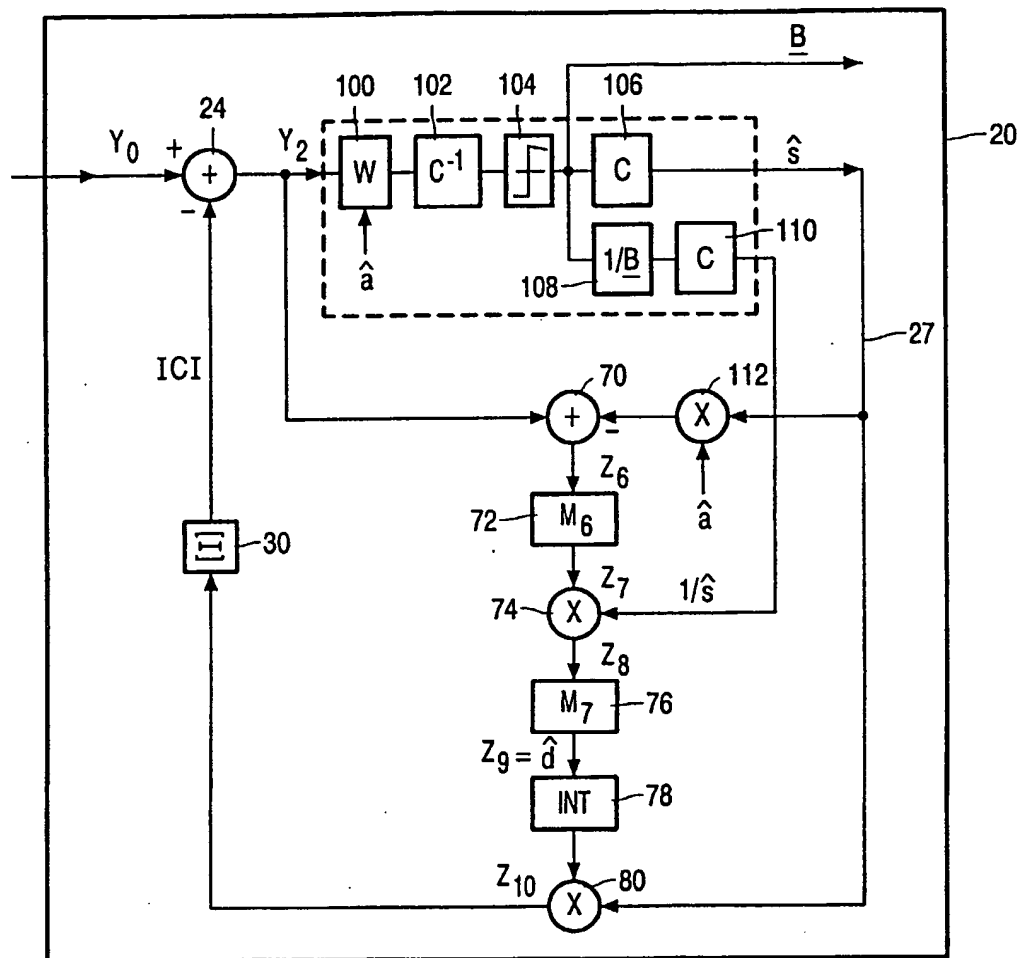 B
100 102 104 106
24
20
Y0 + Y2 ŝ
+ W C⁻¹ C
−
110
â 1/B C
108
27
ICI
70 112
+ − X
Z6
â
72 M6
Ξ 30
Z7 1/ŝ
74 X
Z8
M7 76
Z9 = d̂
INT 78
Z10 80
X